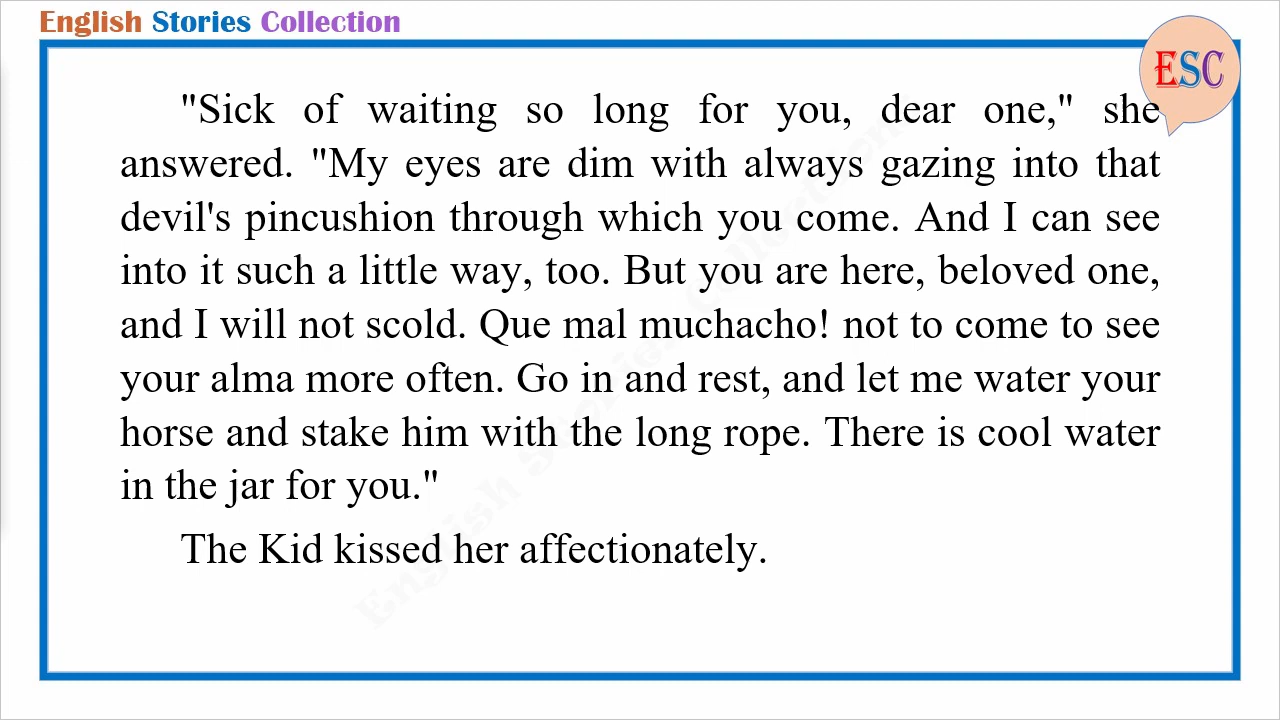 English Stories Collection
ESC
"Sick of waiting so long for you, dear one," she
answered. "My eyes are dim with always gazing into that
devil's pincushion through which you come. And I can see
into it such a little way, too. But you are here, beloved one,
and I will not scold. Que mal muchacho! not to come to see
your alma more often. Go in and rest, and let me water your
horse and stake him with the long rope. There is cool water
in the jar for you."
The Kid kissed her affectionately.
English Stories Collection